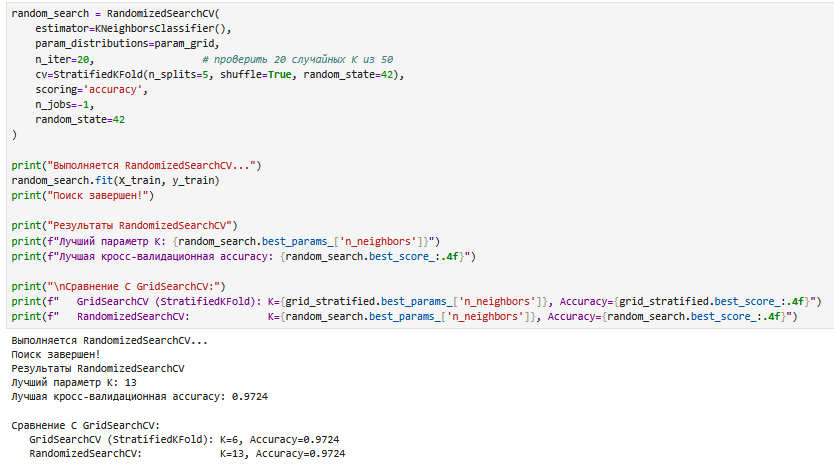 random_search = RandomizedSearchCV(
    estimator=KNeighborsClassifier(),
    param_distributions=param_grid,
    n_iter=20,                 # проверить 20 случайных K из 50
    cv=StratifiedKFold(n_splits=5, shuffle=True, random_state=42),
    scoring='accuracy',
    n_jobs=-1,
    random_state=42
)

print("Выполняется RandomizedSearchCV...")
random_search.fit(X_train, y_train)
print("Поиск завершен!")

print("Результаты RandomizedSearchCV")
print(f"Лучший параметр K: {random_search.best_params_['n_neighbors']}")
print(f"Лучшая кросс-валидационная accuracy: {random_search.best_score_:.4f}")

print("\nСравнение С GridSearchCV:")
print(f"   GridSearchCV (StratifiedKFold): K={grid_stratified.best_params_['n_neighbors']}, Accuracy={grid_stratified.best_score_:.4f}")
print(f"   RandomizedSearchCV:             K={random_search.best_params_['n_neighbors']}, Accuracy={random_search.best_score_:.4f}")

Выполняется RandomizedSearchCV...
Поиск завершен!
Результаты RandomizedSearchCV
Лучший параметр K: 13
Лучшая кросс-валидационная accuracy: 0.9724

Сравнение С GridSearchCV:
   GridSearchCV (StratifiedKFold): K=6, Accuracy=0.9724
   RandomizedSearchCV:             K=13, Accuracy=0.9724